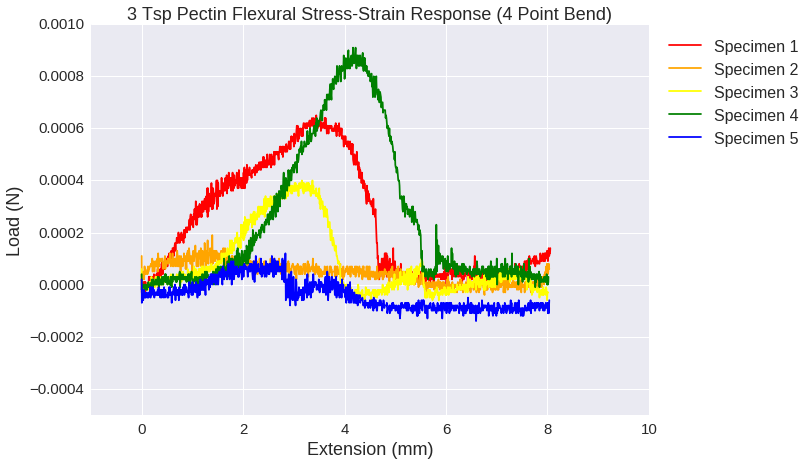 3 Tsp Pectin Flexural Stress-Strain Response (4 Point Bend)
0.0010
0.0008
0.0006
0.0004
0.0002
0.0000
−0.0002
−0.0004
Load (N)
0 2 4 6 8 10
Extension (mm)
Specimen 1
Specimen 2
Specimen 3
Specimen 4
Specimen 5